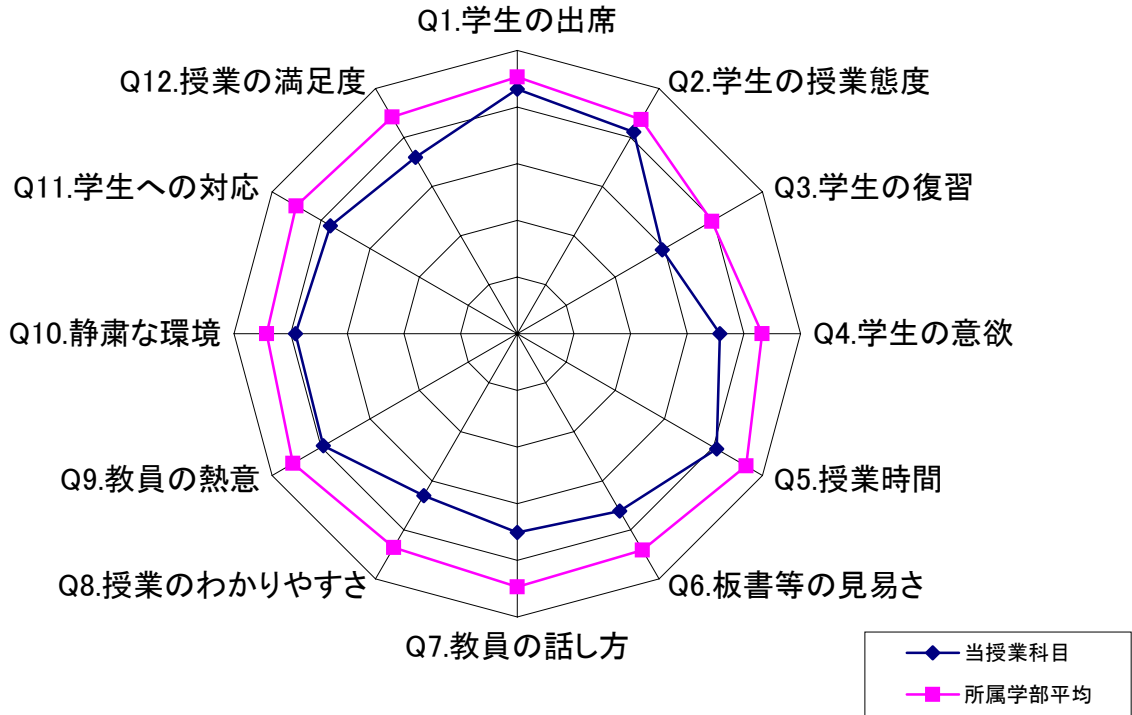 Q1.学生の出席
Q2.学生の授業態度
Q3.学生の復習
Q4.学生の意欲
Q5.授業時間
Q6.板書等の見易さ
Q7.教員の話し方
Q8.授業のわかりやすさ
Q9.教員の熱意
Q10.静粛な環境
Q11.学生への対応
Q12.授業の満足度
当授業科目
所属学部平均